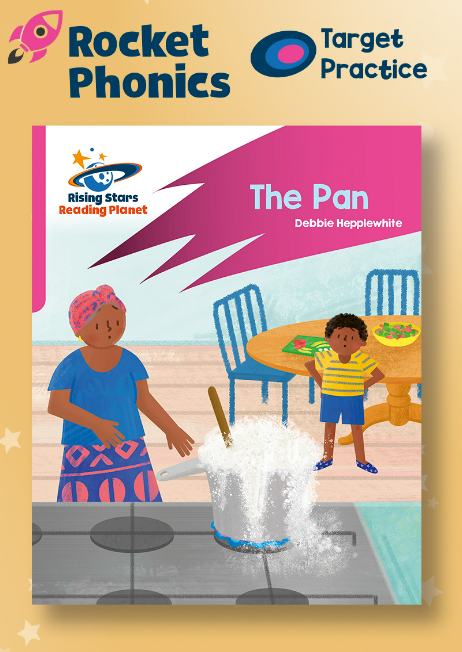 Rocket
Phonics
Target
Practice
Rising Stars
Reading Planet
The Pan
Debbie Hepplewhite